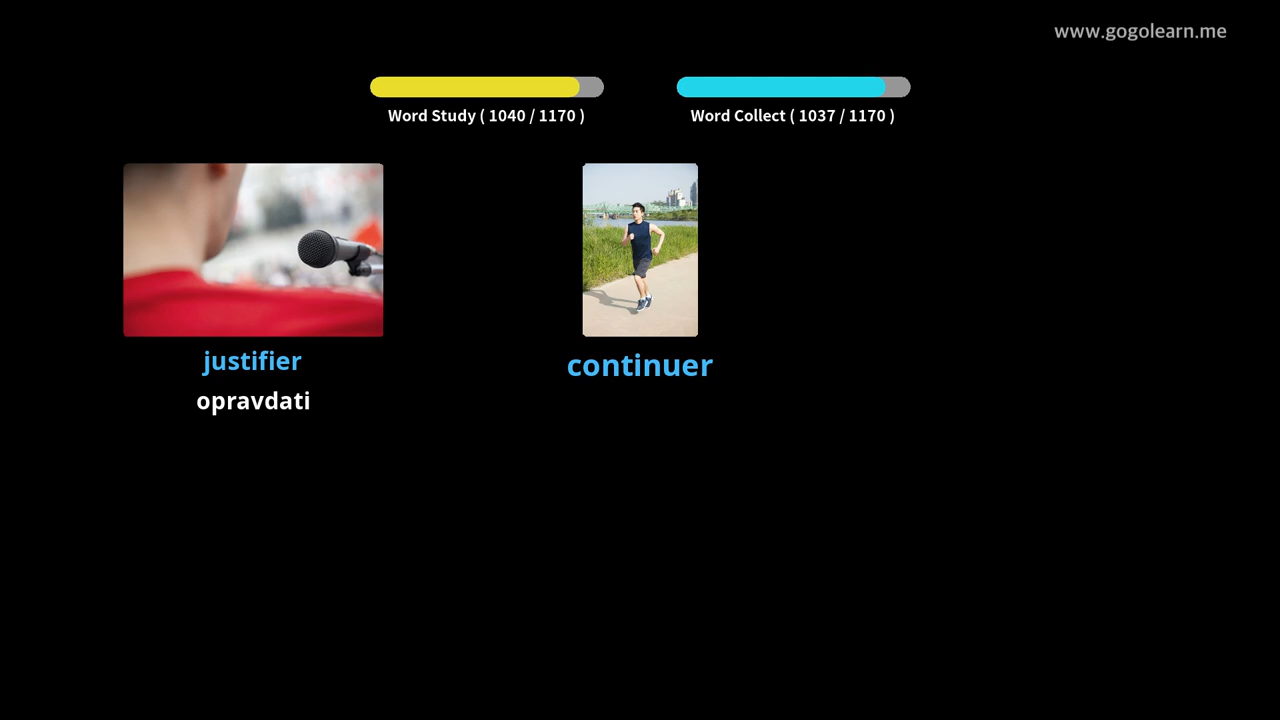 www.gogolearn.me
Word Study ( 1040 / 1170 )
Word Collect ( 1037 / 1170 )
justifier
opravdati
continuer